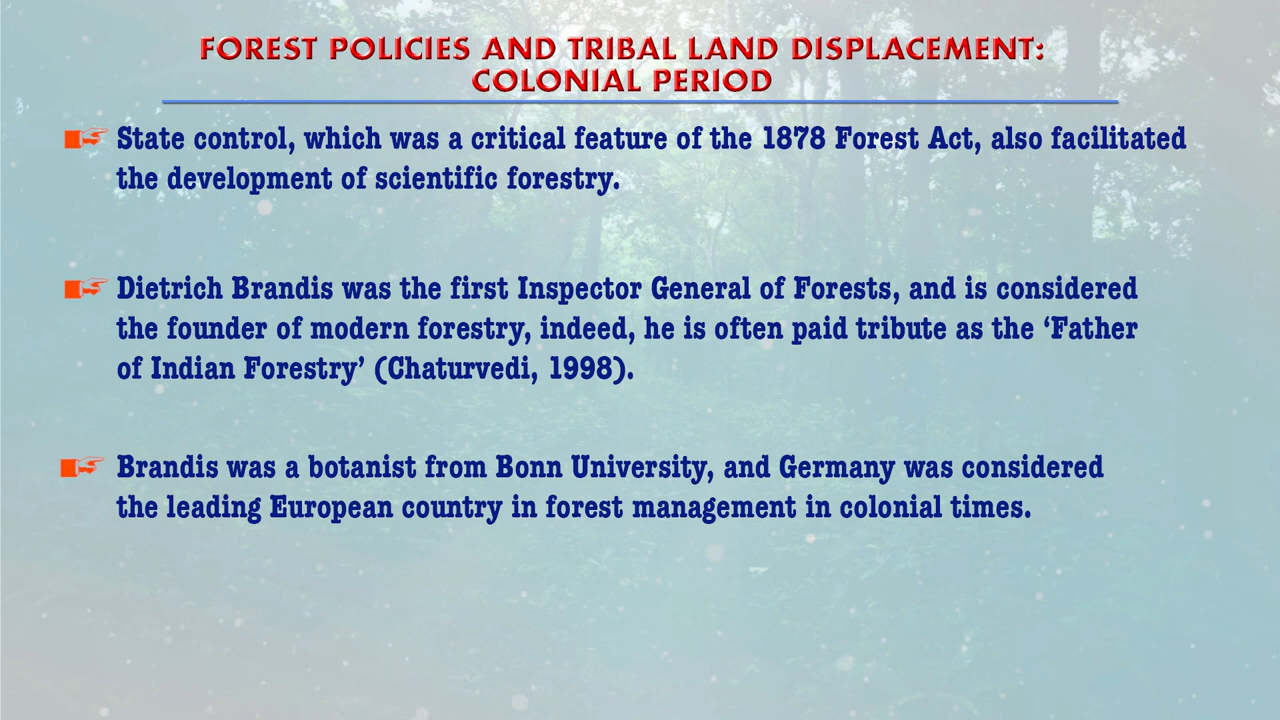 FOREST POLICIES AND TRIBAL LAND DISPLACEMENT:
COLONIAL PERIOD
State control, which was a critical feature of the 1878 Forest Act, also facilitated
the development of scientific forestry.
Dietrich Brandis was the first Inspector General of Forests, and is considered
the founder of modern forestry, indeed, he is often paid tribute as the ‘Father
of Indian Forestry’ (Chaturvedi, 1998).
Brandis was a botanist from Bonn University, and Germany was considered
the leading European country in forest management in colonial times.